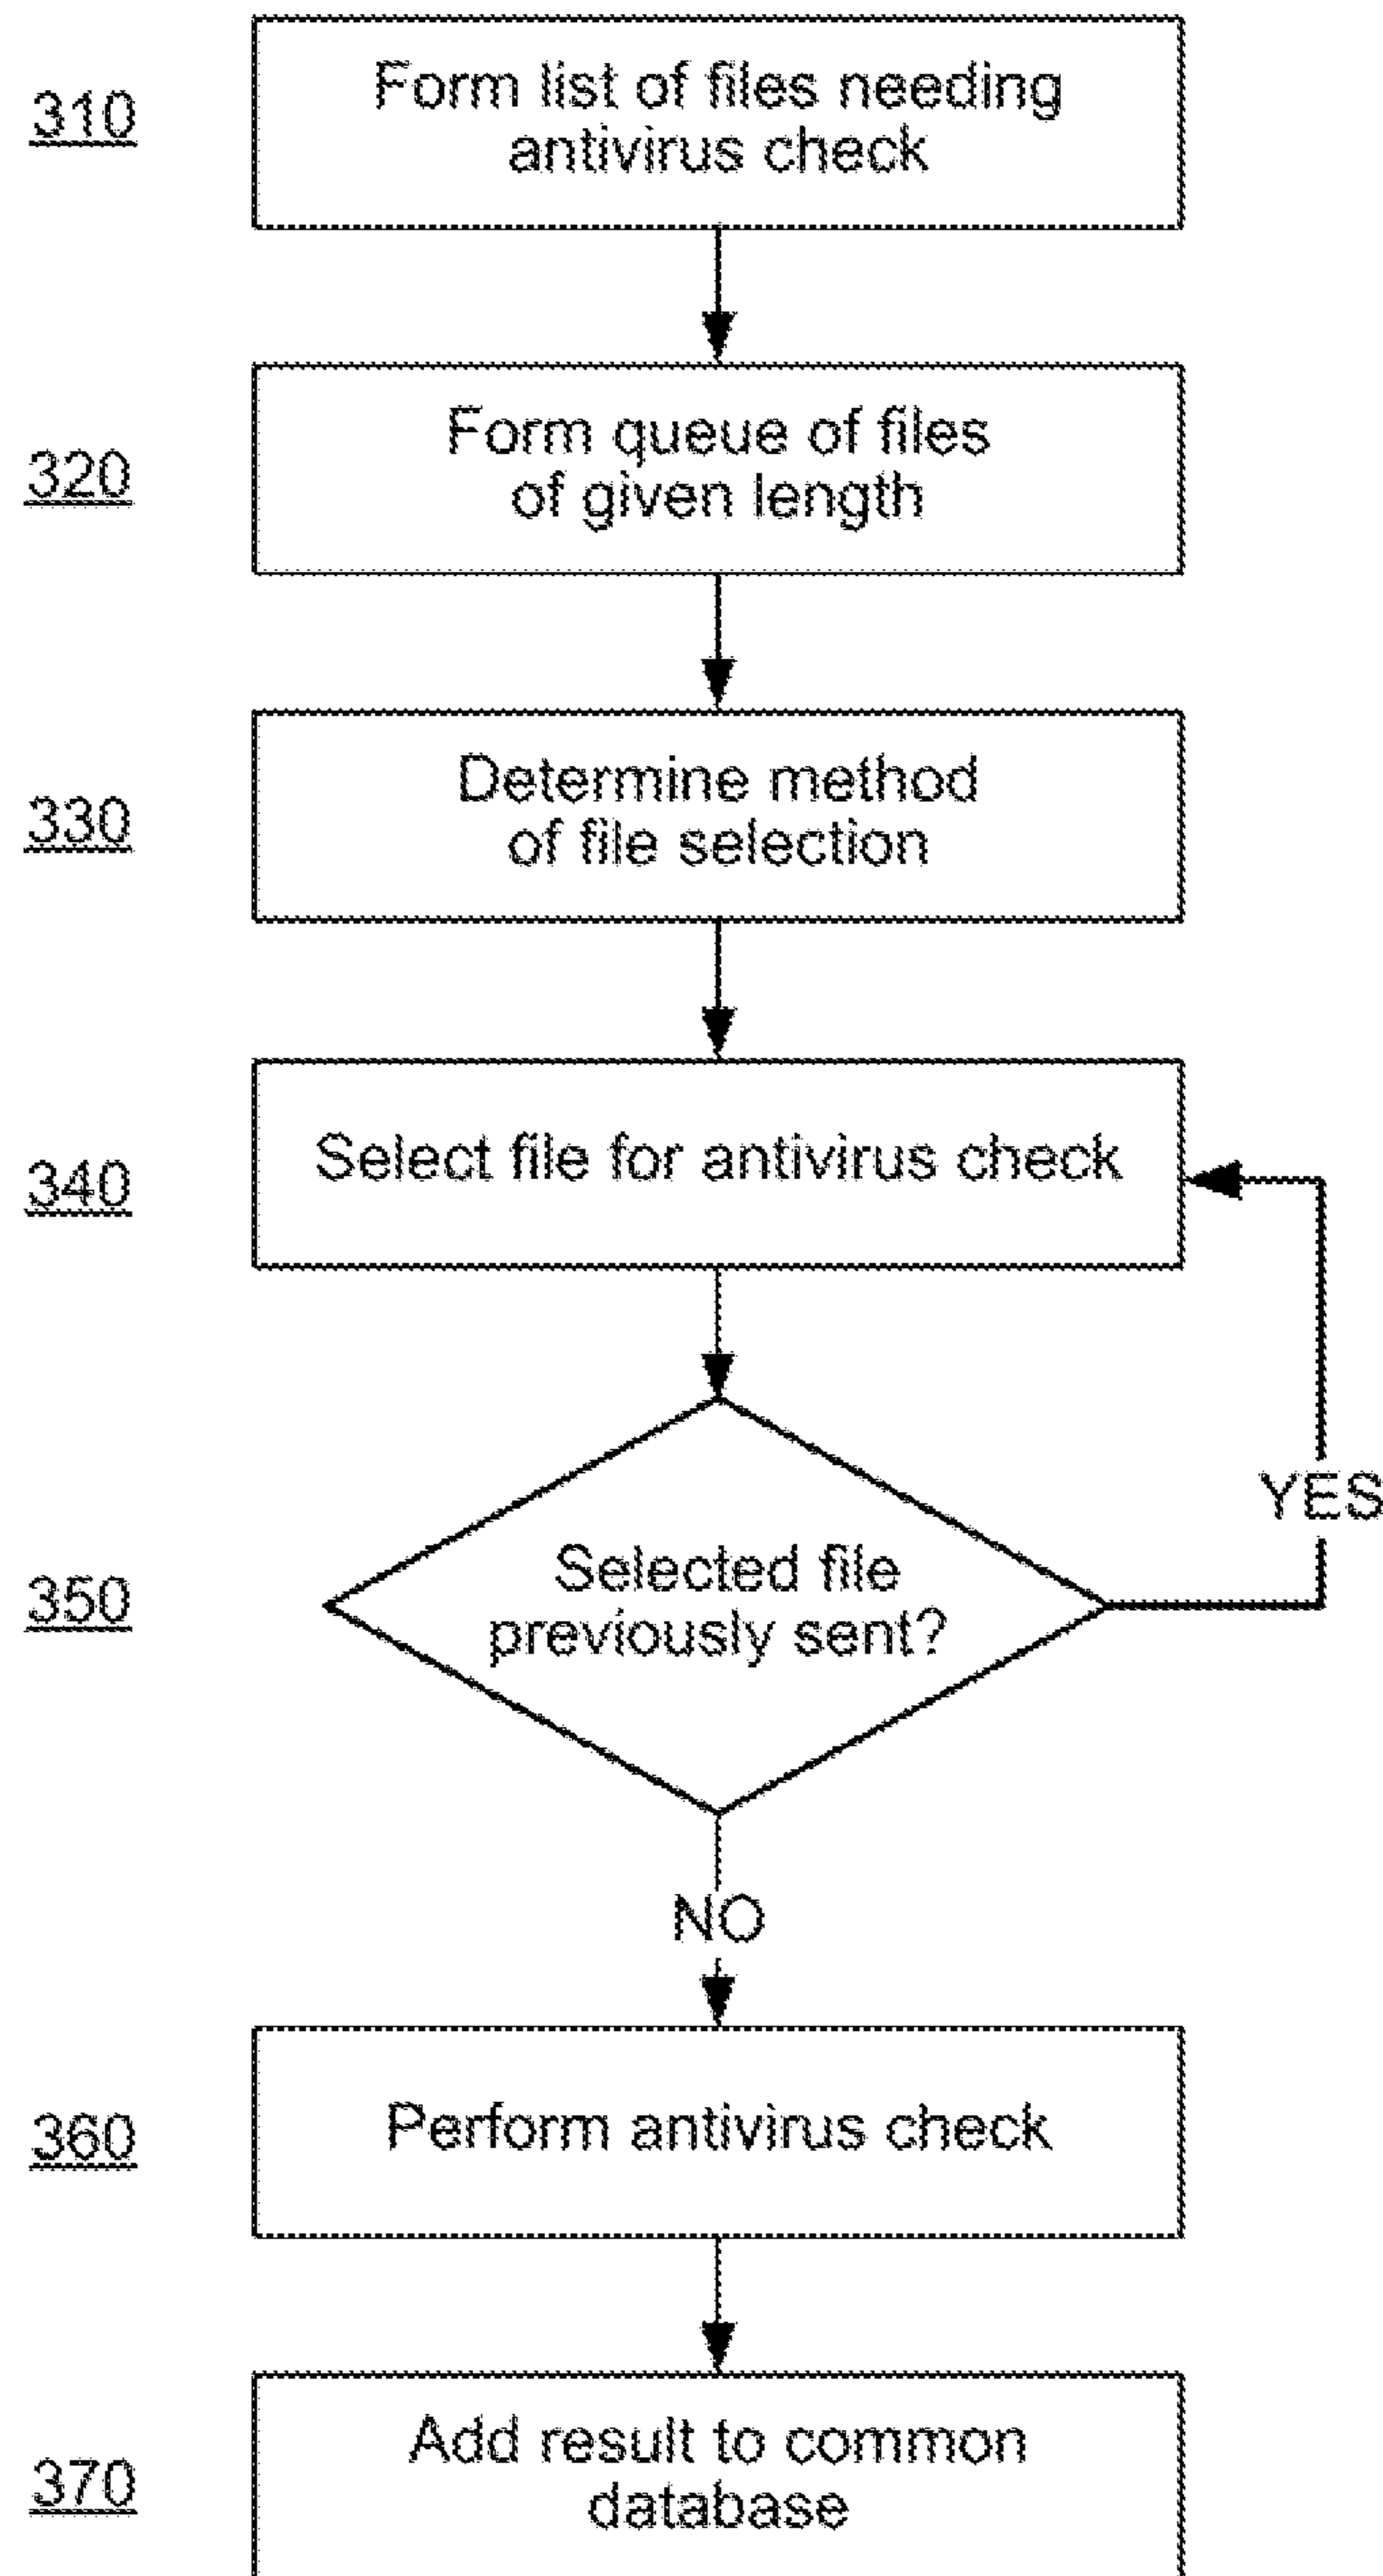 310
Form list of files needing
antivirus check
320
Form queue of files
of given length
330
Determine method
of file selection
340
Select file for antivirus check
350
Selected file
previously sent?
YES
NO
360
Perform antivirus check
370
Add result to common
database